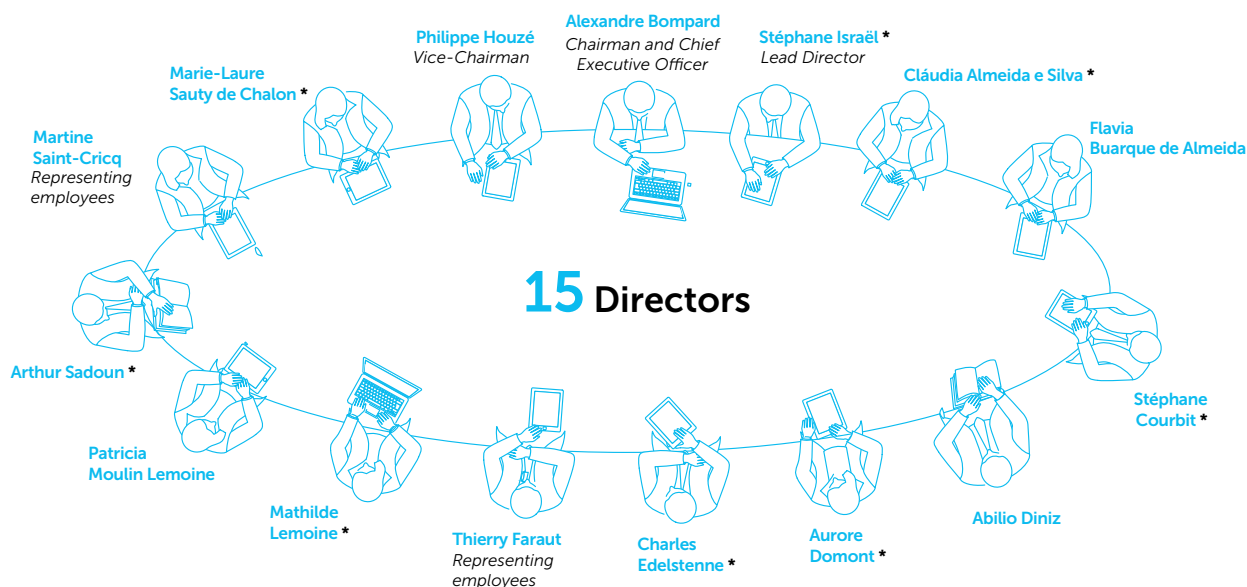 Alexandre Bompard
Chairman and Chief
Executive Officer
Philippe Houzé
Vice-Chairman
Stéphane Israël *
Lead Director
Marie-Laure
Sauty de Chalon *
Cláudia Almeida e Silva *
Martine
Saint-Cricq
Representing
employees
Flavia
Buarque de Almeida
15 Directors
Arthur Sadoun *
Stéphane
Courbit *
Patricia
Moulin Lemoine
Mathilde
Lemoine *
Thierry Faraut
Representing
employees
Charles
Edelstenne *
Aurore
Domont *
Abilio Diniz